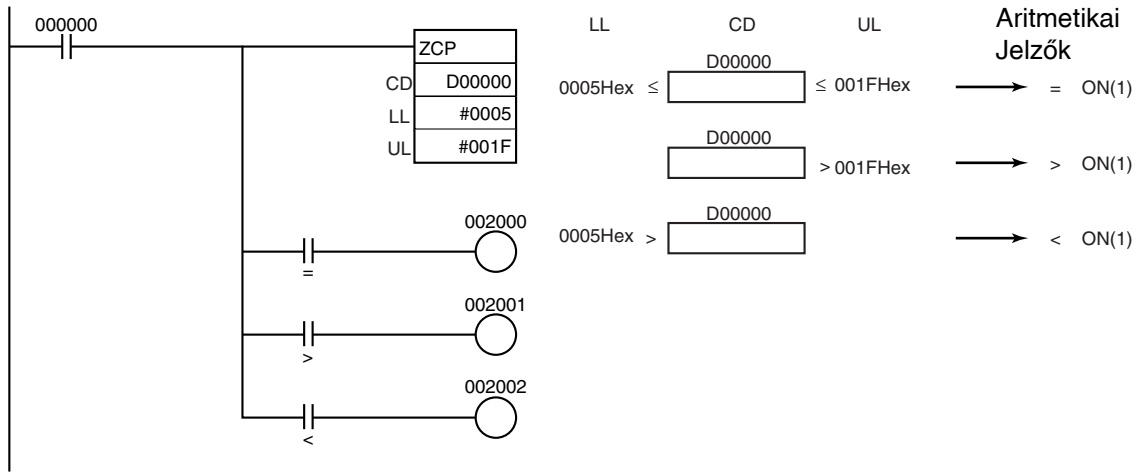 000000
ZCP
CD D00000
LL #0005
UL #001F
002000
=
002001
>
002002
<
LL CD UL Aritmetikai
Jelzők
D00000
0005Hex ≤ ≤ 001FHex = ON(1)
D00000
> 001FHex > ON(1)
D00000
0005Hex > < ON(1)